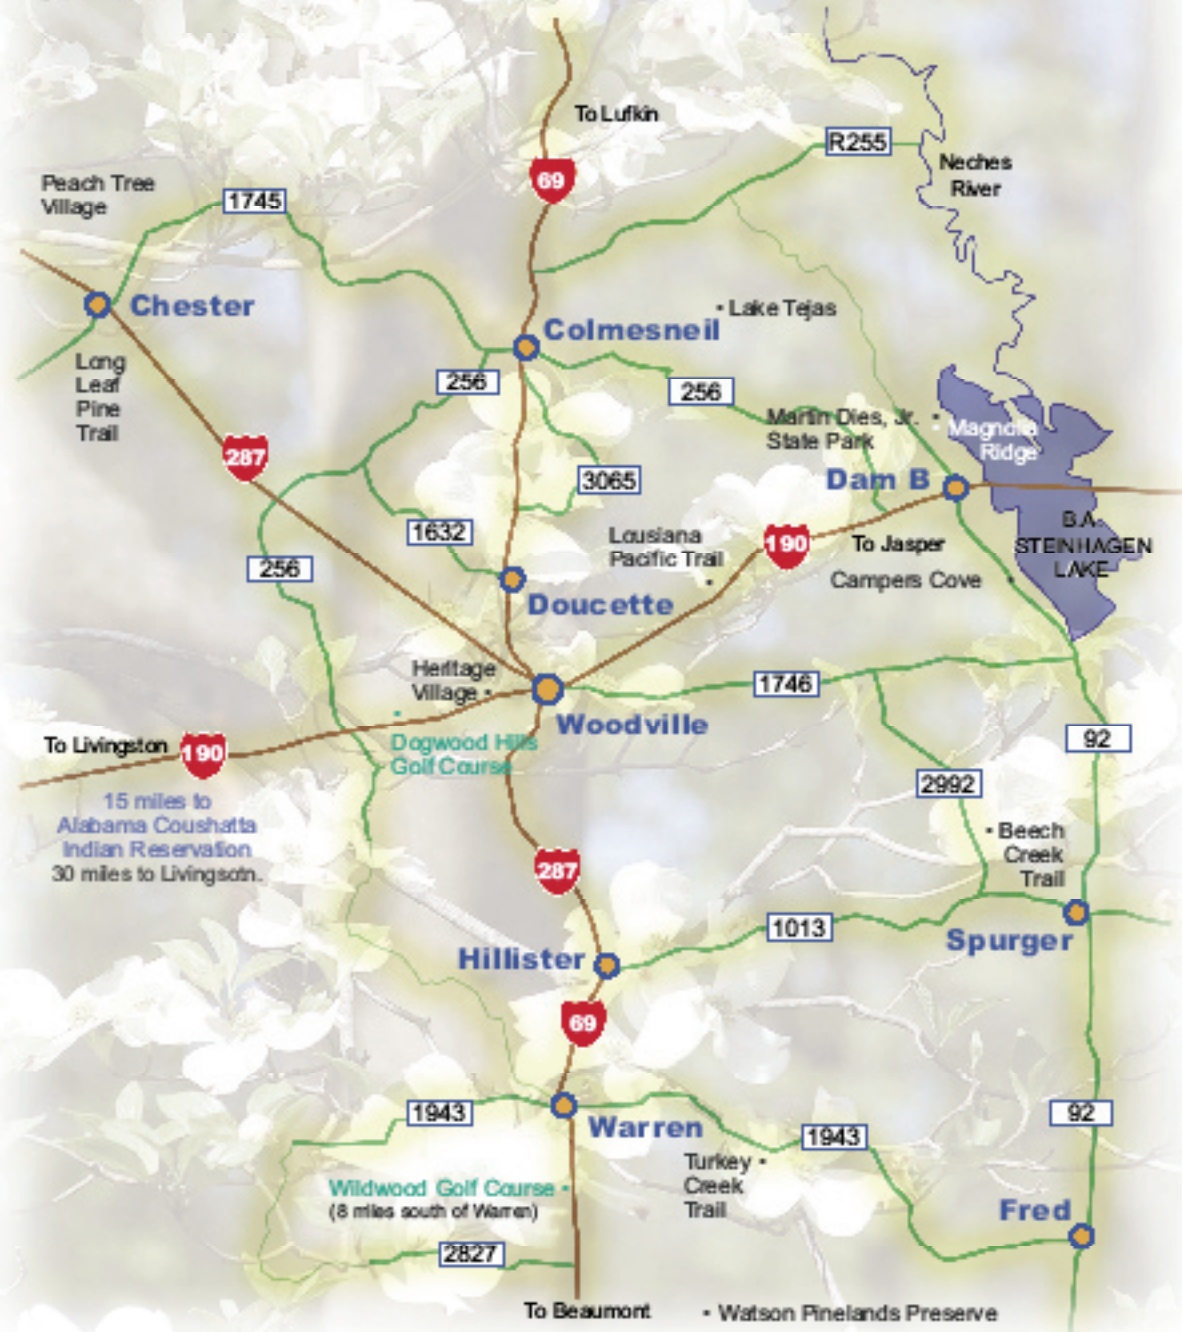 To Lufkin
R255
Neches
River
69
Peach Tree
Village
1745
Chester
Colmesneil
Lake Tejas
Long
Leaf
Pine
Trail
256
256
Martin Dies, Jr.
State Park
Magnolia
Ridge
287
3065
Dam B
1632
Lousiana
Pacific Trail
190
To Jasper
B.A.
STEINHAGEN
LAKE
256
Campers Cove
Doucette
Heritage
Village
1746
Woodville
To Livingston
190
Dogwood Hills
Golf Course
92
15 miles to
Alabama Coushatta
Indian Reservation
30 miles to Livingsotn.
2992
Beech
Creek
Trail
287
1013
Spurger
Hillister
69
1943
Warren
1943
92
Turkey
Creek
Trail
Wildwood Golf Course
(8 miles south of Warren)
Fred
2827
To Beaumont
Watson Pinelands Preserve